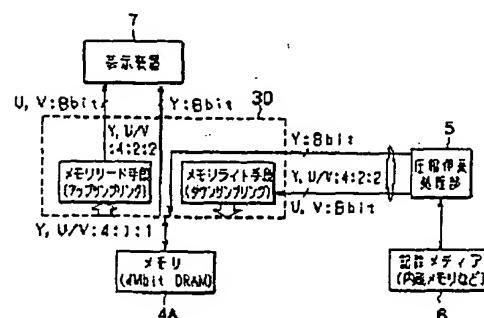 7
表示装置
U, V:8bit
Y:8bit
30
Y, U/V
:4:2:2
メモリリード手段
(アップサンプリング)
メモリライト手段
(ダウンサンプリング)
Y:8bit
Y, U/V:4:2:2
U, V:8bit
5
圧縮伸長
処理部
Y, U/V:4:1:1
メモリ
(4Mbit DRAM)
4A
記録メディア
(内蔵メモリなど)
6